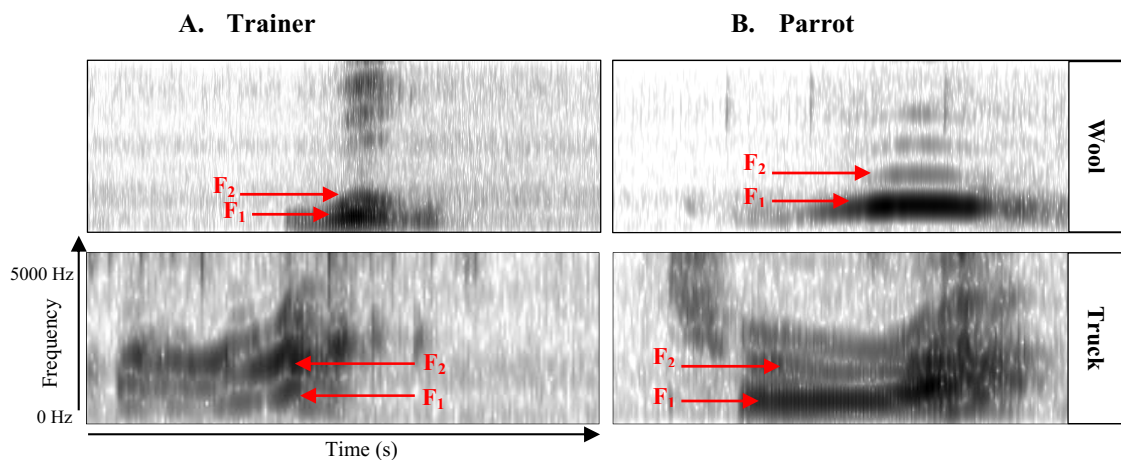 A. Trainer
B. Parrot
F₂
F₁
F₂
F₁
Wool
5000 Hz
Frequency
0 Hz
F₂
F₁
F₂
F₁
Truck
Time (s)